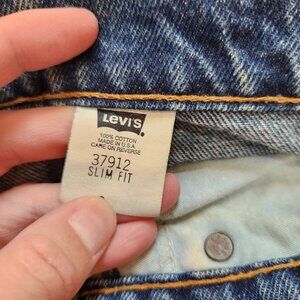 LEVI'S
100% COTTON
MADE IN U.S.A.
CARE ON REVERSE
37912
SLIM FIT